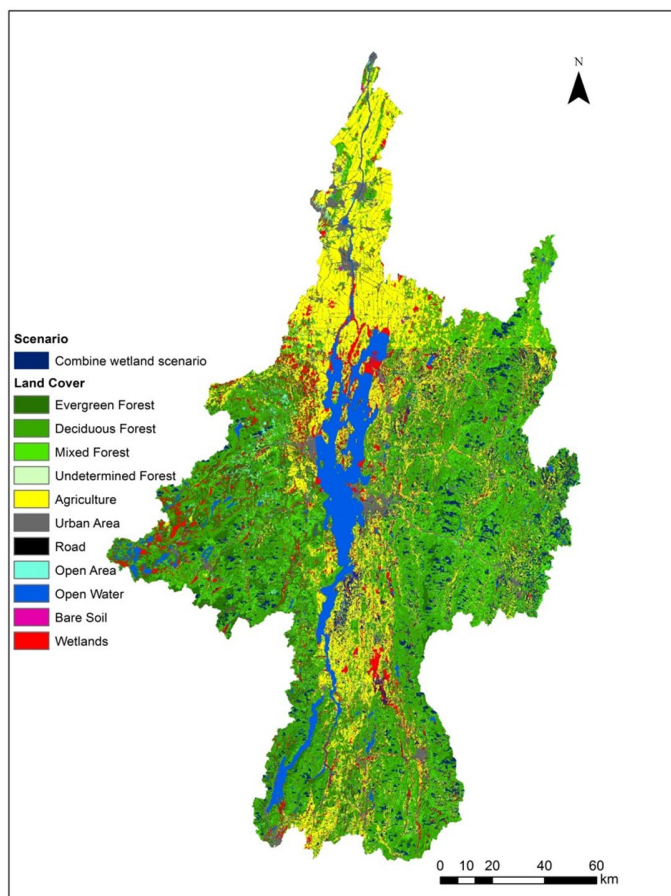 N
Scenario
Combine wetland scenario
Land Cover
Evergreen Forest
Deciduous Forest
Mixed Forest
Undetermined Forest
Agriculture
Urban Area
Road
Open Area
Open Water
Bare Soil
Wetlands
0 10 20 40 60
km